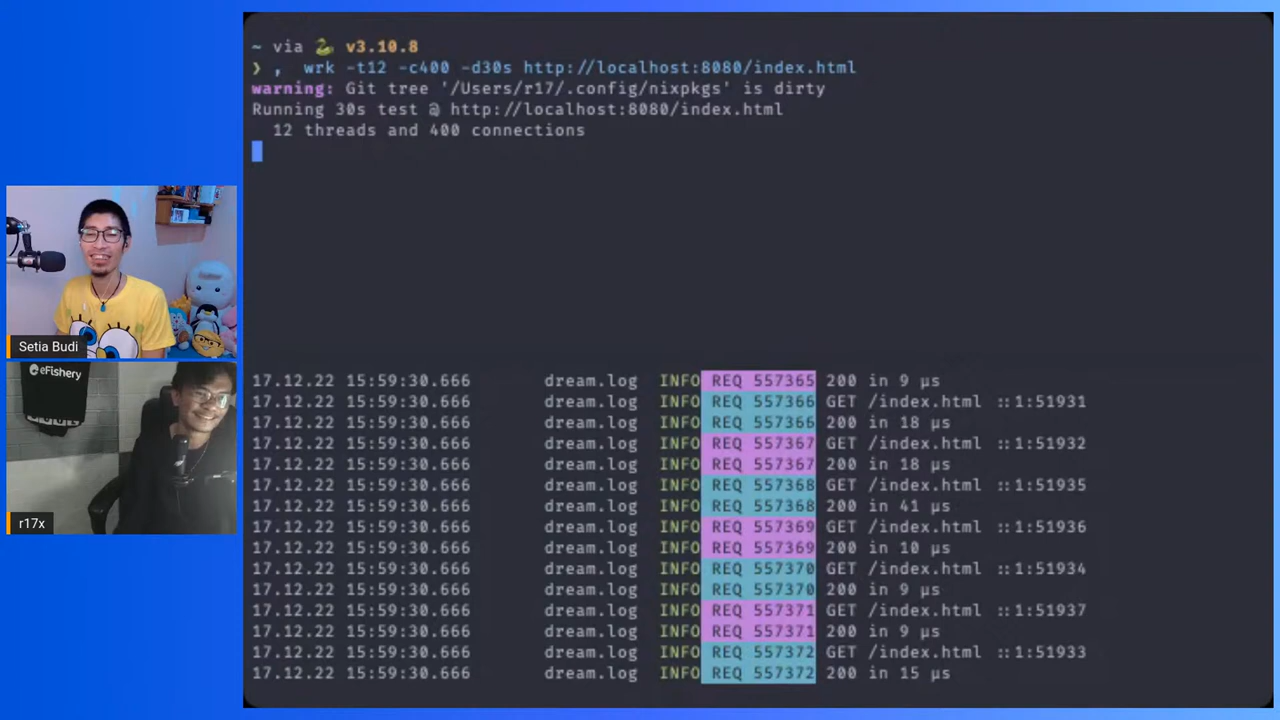 ~ via 🐍 v3.10.8
❯ , wrk -t12 -c400 -d30s http://localhost:8080/index.html
warning: Git tree '/Users/r17/.config/nixpkgs' is dirty
Running 30s test @ http://localhost:8080/index.html
12 threads and 400 connections
Setia Budi
eFishery
r17x
17.12.22 15:59:30.666 dream.log INFO REQ 557365 200 in 9 μs
17.12.22 15:59:30.666 dream.log INFO REQ 557366 GET /index.html ::1:51931
17.12.22 15:59:30.666 dream.log INFO REQ 557366 200 in 18 μs
17.12.22 15:59:30.666 dream.log INFO REQ 557367 GET /index.html ::1:51932
17.12.22 15:59:30.666 dream.log INFO REQ 557367 200 in 18 μs
17.12.22 15:59:30.666 dream.log INFO REQ 557368 GET /index.html ::1:51935
17.12.22 15:59:30.666 dream.log INFO REQ 557368 200 in 41 μs
17.12.22 15:59:30.666 dream.log INFO REQ 557369 GET /index.html ::1:51936
17.12.22 15:59:30.666 dream.log INFO REQ 557369 200 in 10 μs
17.12.22 15:59:30.666 dream.log INFO REQ 557370 GET /index.html ::1:51934
17.12.22 15:59:30.666 dream.log INFO REQ 557370 200 in 9 μs
17.12.22 15:59:30.666 dream.log INFO REQ 557371 GET /index.html ::1:51937
17.12.22 15:59:30.666 dream.log INFO REQ 557371 200 in 9 μs
17.12.22 15:59:30.666 dream.log INFO REQ 557372 GET /index.html ::1:51933
17.12.22 15:59:30.666 dream.log INFO REQ 557372 200 in 15 μs